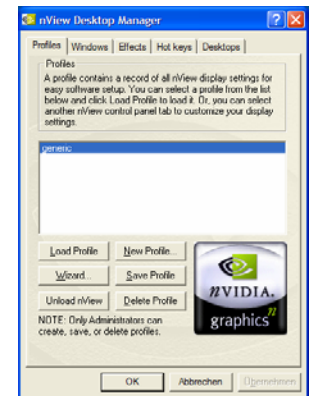 nView Desktop Manager
Profiles Windows Effects Hot keys Desktops
Profiles
A profile contains a record of all nView display settings for
easy software setup. You can select a profile from the list
below and click Load Profile to load it. Or, you can select
another nView control panel tab to customize your display
settings.
generic
Load Profile New Profile...
Wizard... Save Profile
Unload nView Delete Profile
NOTE: Only Administrators can
create, save, or delete profiles.
nVIDIA.
graphics n
OK Abbrechen Übernehmen